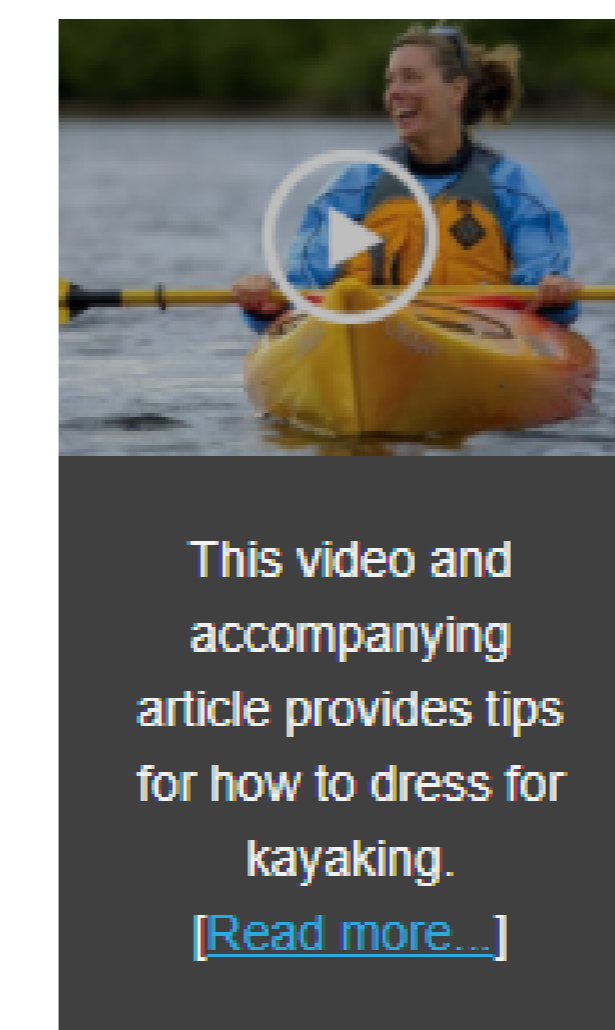 This video and
accompanying
article provides tips
for how to dress for
kayaking.
[Read more...]